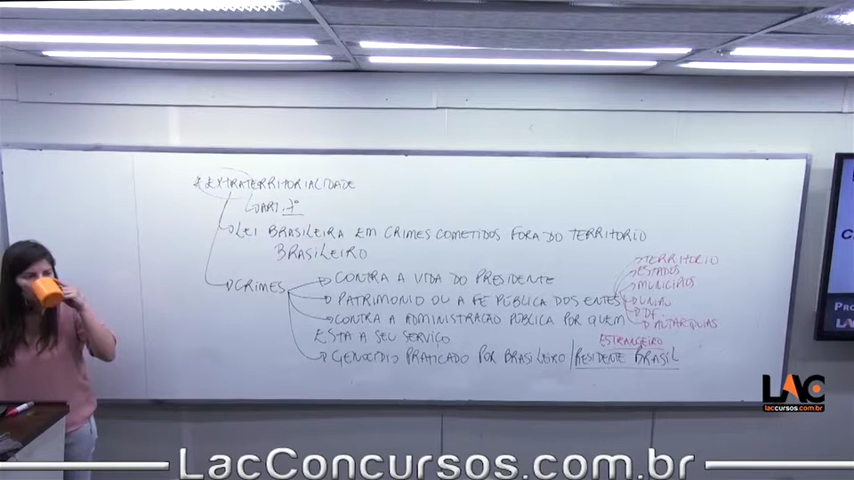 * EXTRATERRITORIALIDADE
ART. 7º
LEI BRASILEIRA EM CRIMES COMETIDOS FORA DO TERRITÓRIO
BRASILEIRO
CRIMES
CONTRA A VIDA DO PRESIDENTE
PATRIMONIO OU A FÉ PÚBLICA DOS ENTES
TERRITÓRIO
ESTADOS
MUNICÍPIOS
UNIÃO
DF.
AUTARQUIAS
CONTRA A ADMINISTRAÇÃO PÚBLICA POR QUEM
ESTÁ A SEU SERVIÇO
ESTRANGEIRO
GENOCÍDIO PRATICADO POR BRASILEIRO / RESIDENTE BRASIL
LAC
lacconcursos.com.br
LacConcursos.com.br